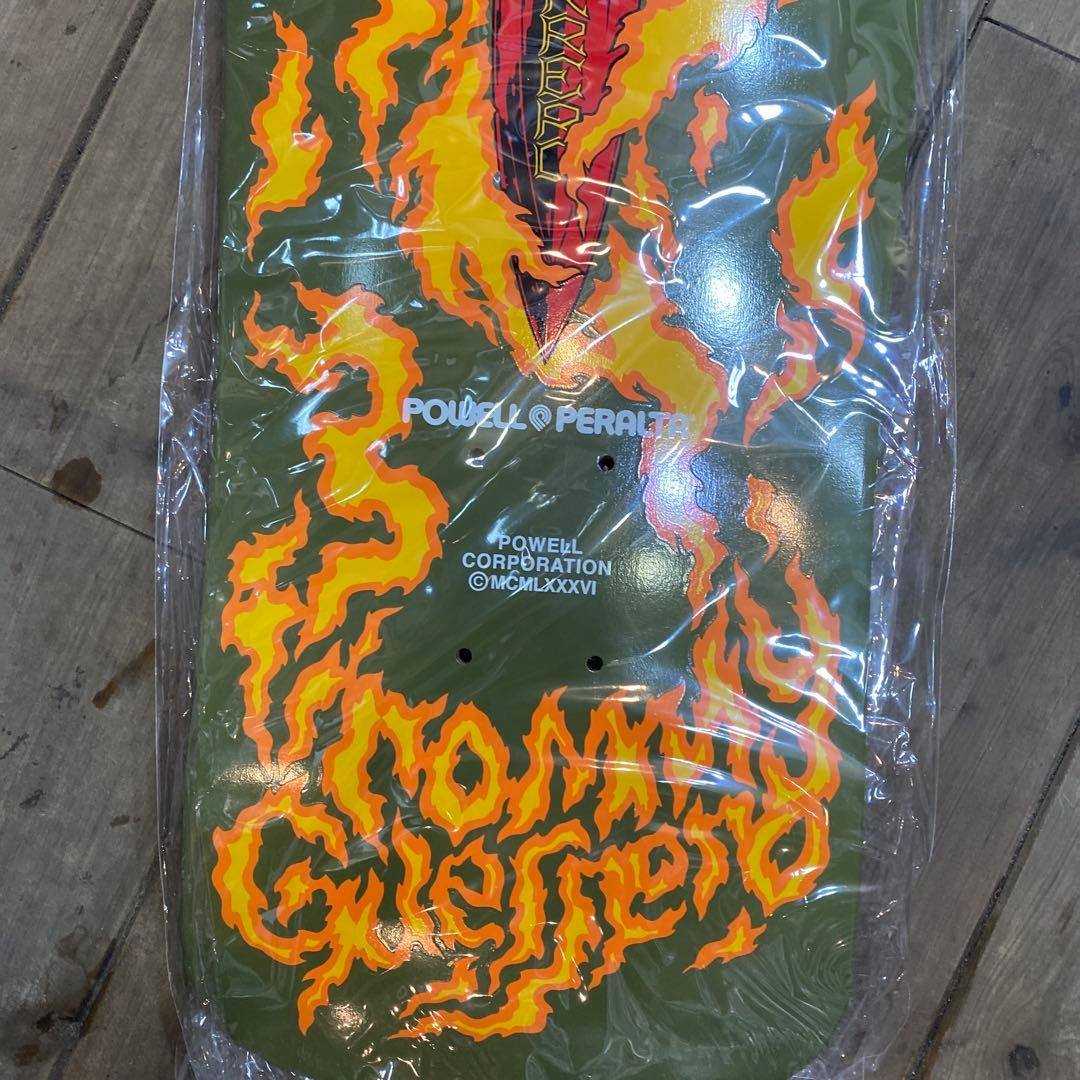 POWELL PERALTA
POWELL
CORPORATION
©MCMLXXXVI
Tommy
Guerrero